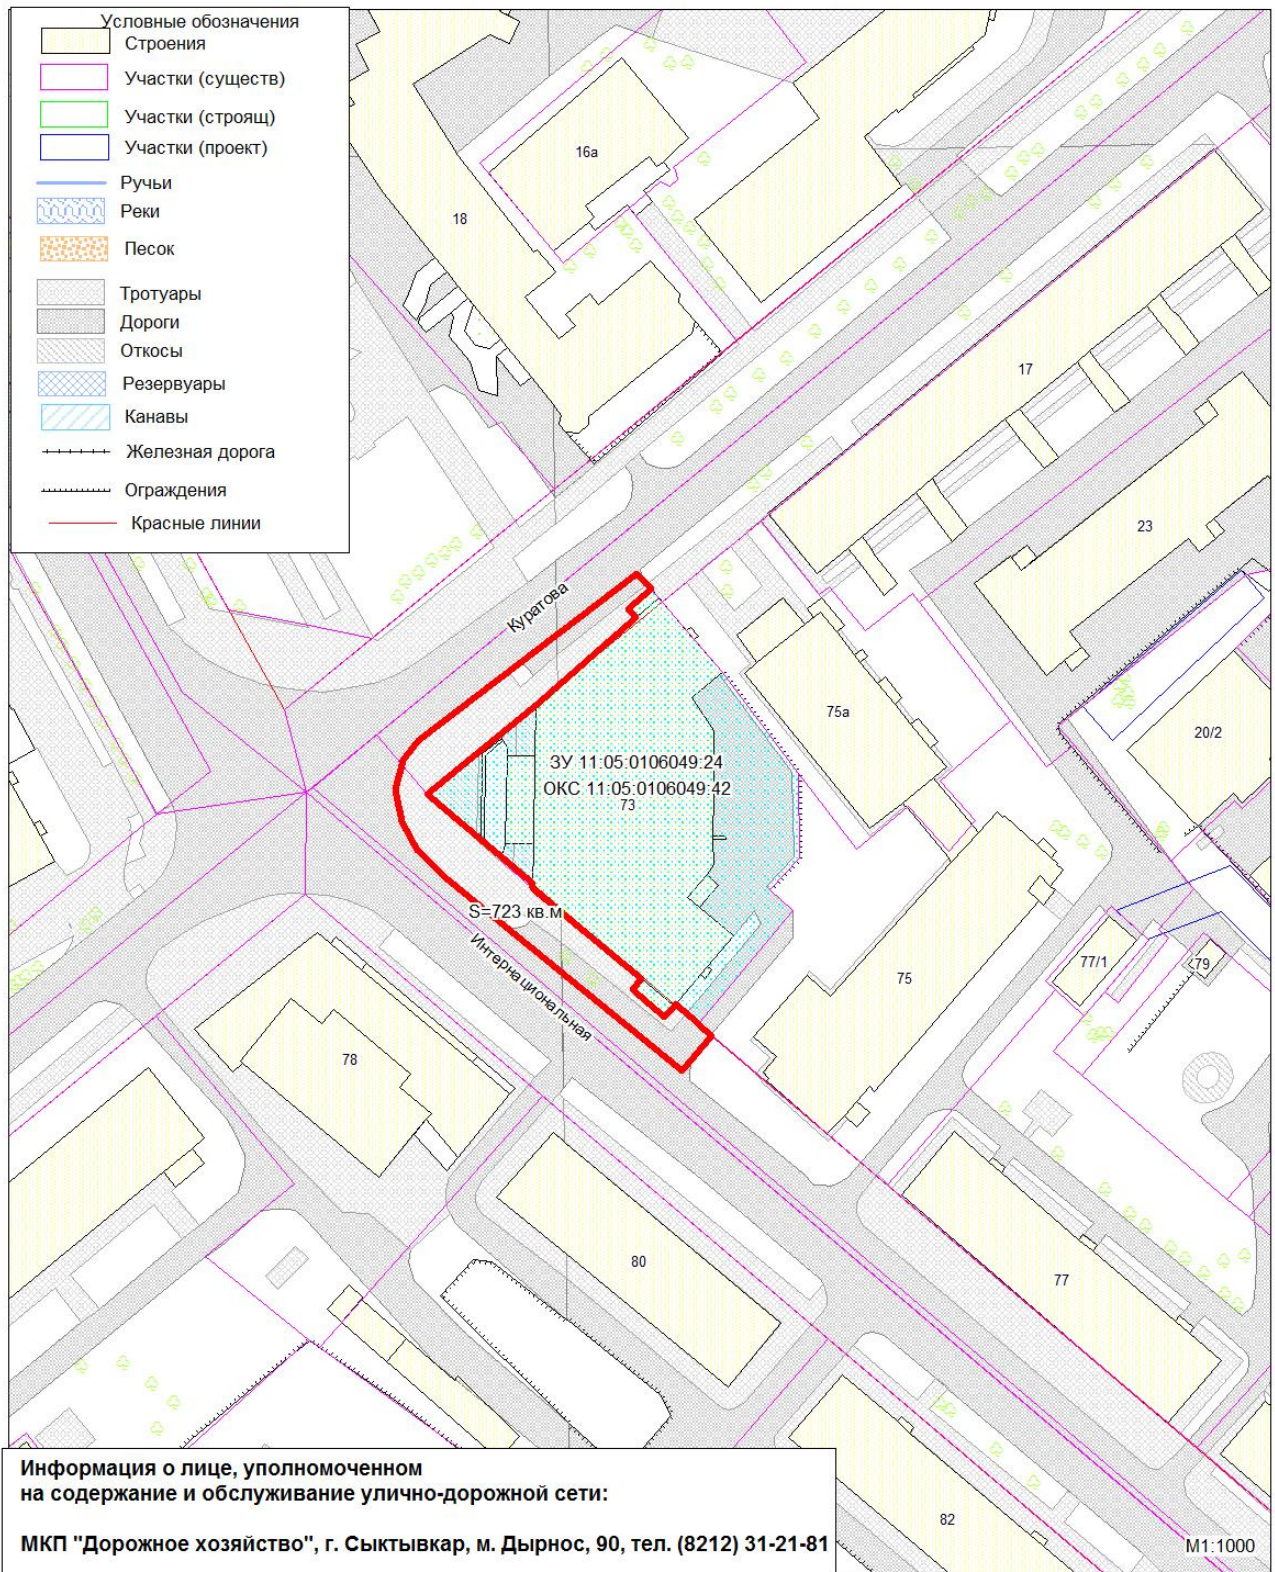 Условные обозначения
Строения
Участки (существ)
Участки (строящ)
Участки (проект)
Ручьи
Реки
Песок
Тротуары
Дороги
Откосы
Резервуары
Канавы
Железная дорога
Ограждения
Красные линии
16а
18
17
23
Куратова
75а
20/2
ЗУ 11:05:0106049:24
ОКС 11:05:0106049:42
73
S=723 кв.м
Интернациональная
75
77/1
79
78
80
77
82
Информация о лице, уполномоченном
на содержание и обслуживание улично-дорожной сети:
МКП "Дорожное хозяйство", г. Сыктывкар, м. Дырнос, 90, тел. (8212) 31-21-81
М1:1000